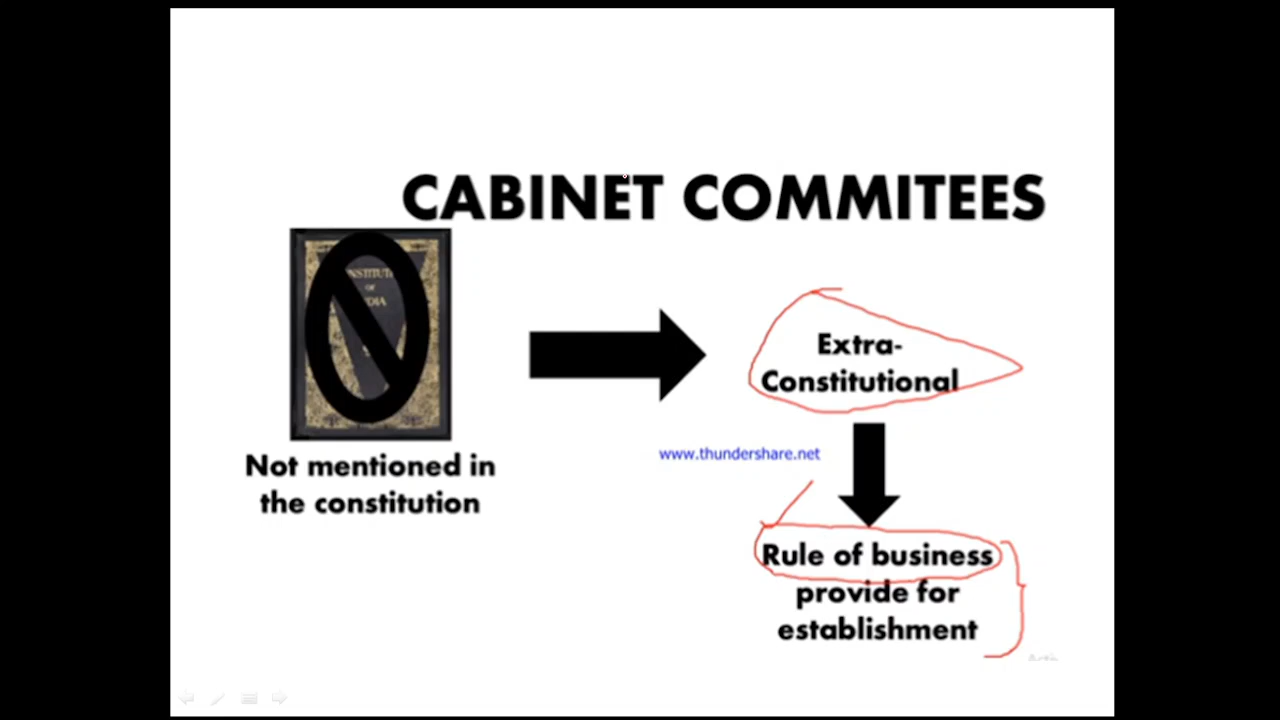 CABINET COMMITEES
Extra-
Constitutional
www.thundershare.net
Not mentioned in
the constitution
Rule of business
provide for
establishment